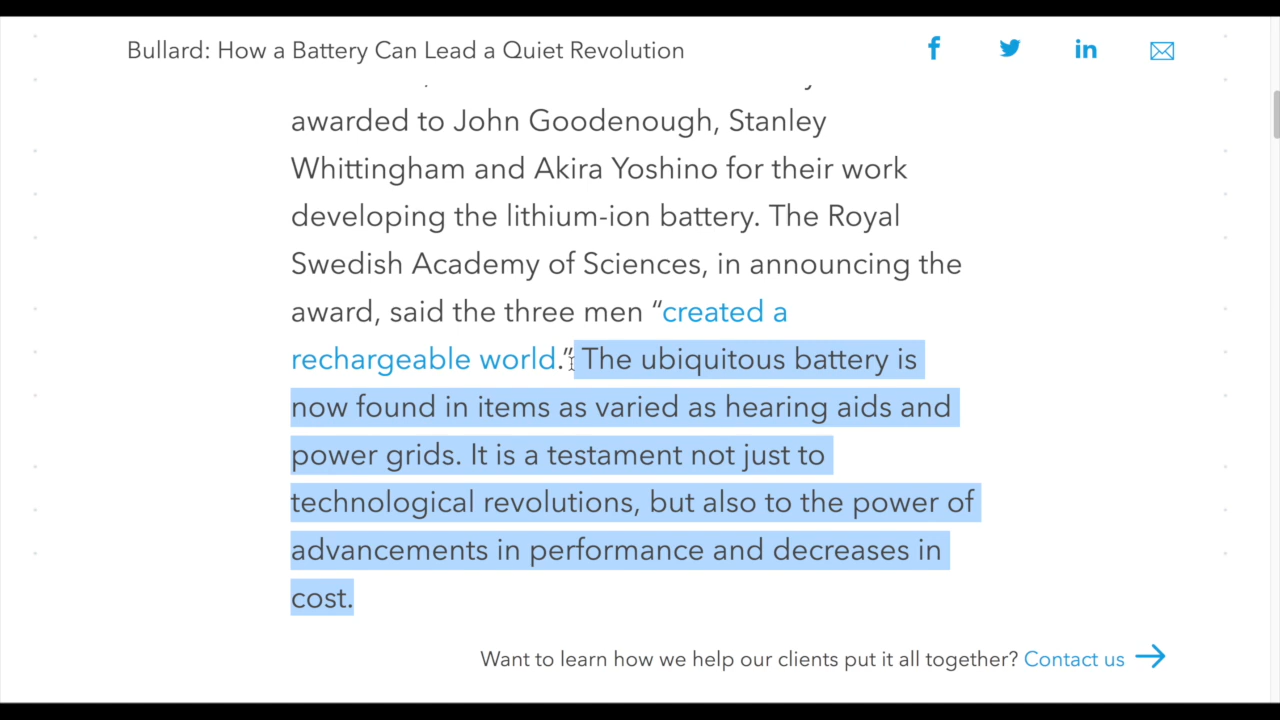 Bullard: How a Battery Can Lead a Quiet Revolution
awarded to John Goodenough, Stanley
Whittingham and Akira Yoshino for their work
developing the lithium-ion battery. The Royal
Swedish Academy of Sciences, in announcing the
award, said the three men “created a
rechargeable world.” The ubiquitous battery is
now found in items as varied as hearing aids and
power grids. It is a testament not just to
technological revolutions, but also to the power of
advancements in performance and decreases in
cost.
Want to learn how we help our clients put it all together? Contact us